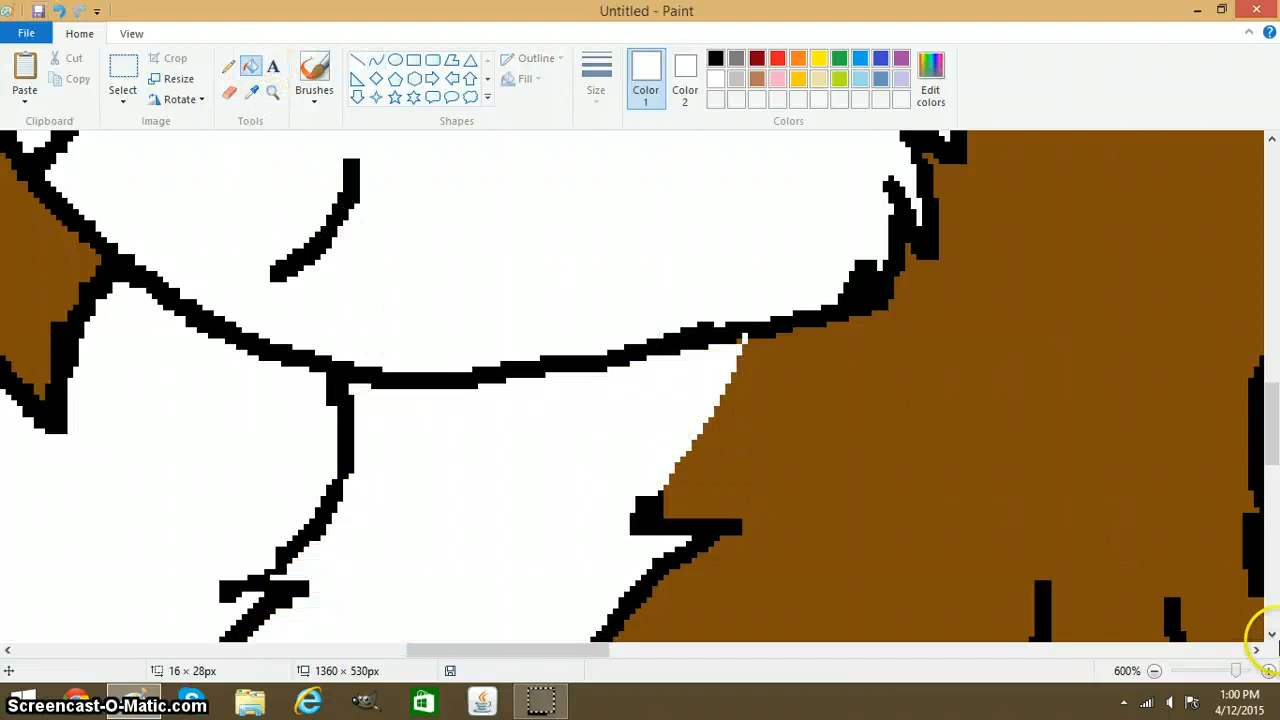 Untitled - Paint
File
Home
View
Paste
Cut
Copy
Clipboard
Select
Crop
Resize
Rotate
Image
Tools
Brushes
Shapes
Outline
Fill
Size
Color 1
Color 2
Edit colors
Colors
16 × 28px
1360 × 530px
600%
Screencast-O-Matic.com
1:00 PM
4/12/2015